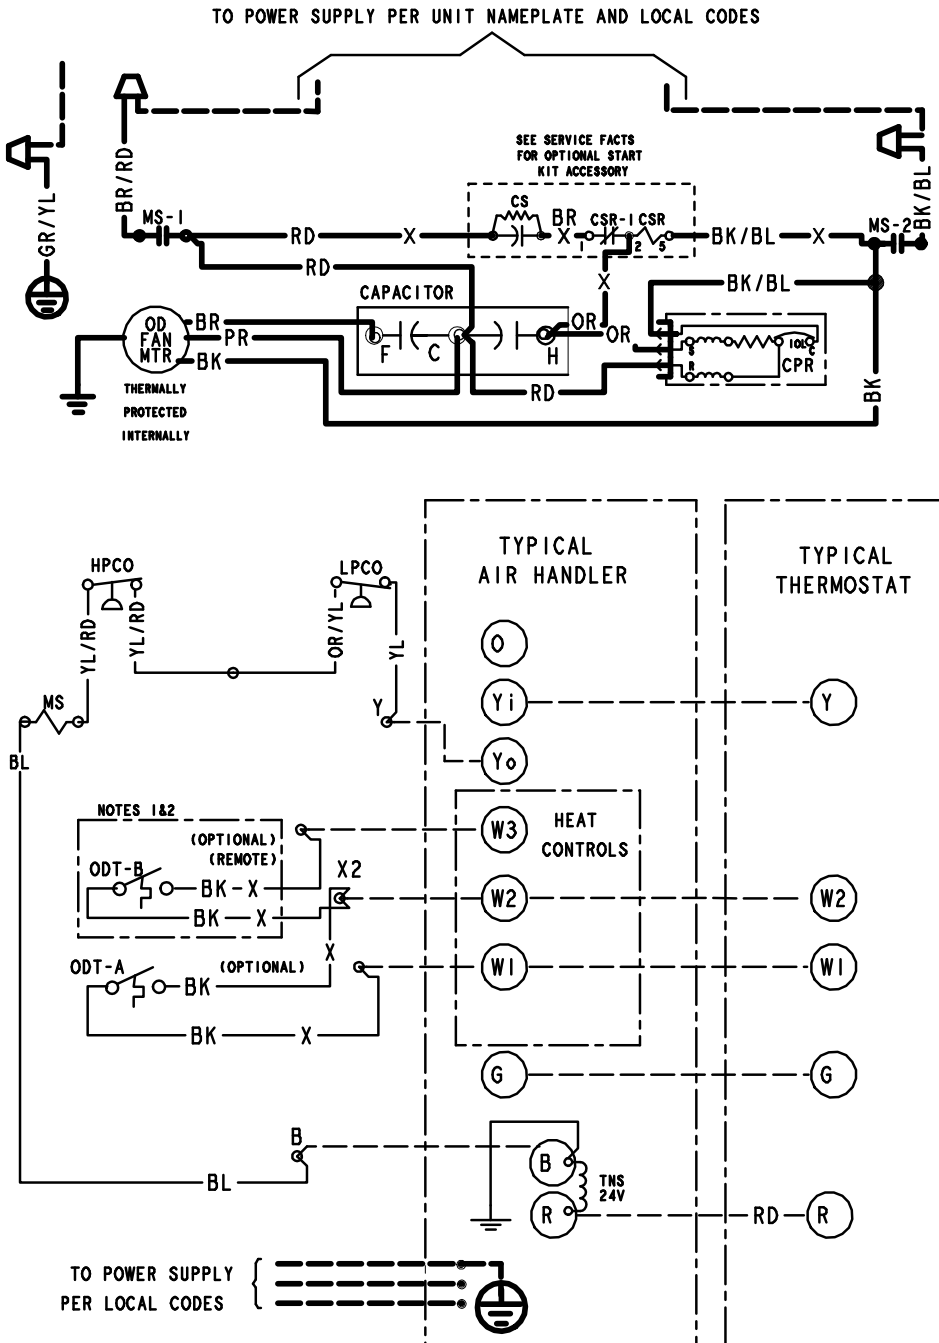 TO POWER SUPPLY PER UNIT NAMEPLATE AND LOCAL CODES
SEE SERVICE FACTS
FOR OPTIONAL START
KIT ACCESSORY
GR/YL
BR/RD
MS-1
RD
X
CS
BR
X
CSR-1
CSR
1
2
5
BK/BL
X
MS-2
BK/BL
RD
X
BK/BL
CAPACITOR
OD
FAN
MTR
BR
PR
BK
F
C
H
OR
OR
S
R
IOL
C
CPR
RD
BK
THERMALLY
PROTECTED
INTERNALLY
TYPICAL
AIR HANDLER
TYPICAL
THERMOSTAT
HPCO
LPCO
YL/RD
YL/RD
OR/YL
YL
O
MS
Y
Yi
Y
BL
Yo
NOTES 1&2
(OPTIONAL)
(REMOTE)
W3
HEAT
CONTROLS
ODT-B
BK-X
X2
BK
X
W2
W2
ODT-A
(OPTIONAL)
X
BK
W1
W1
BK
X
G
G
B
B
TNS
24V
BL
R
RD
R
TO POWER SUPPLY
PER LOCAL CODES